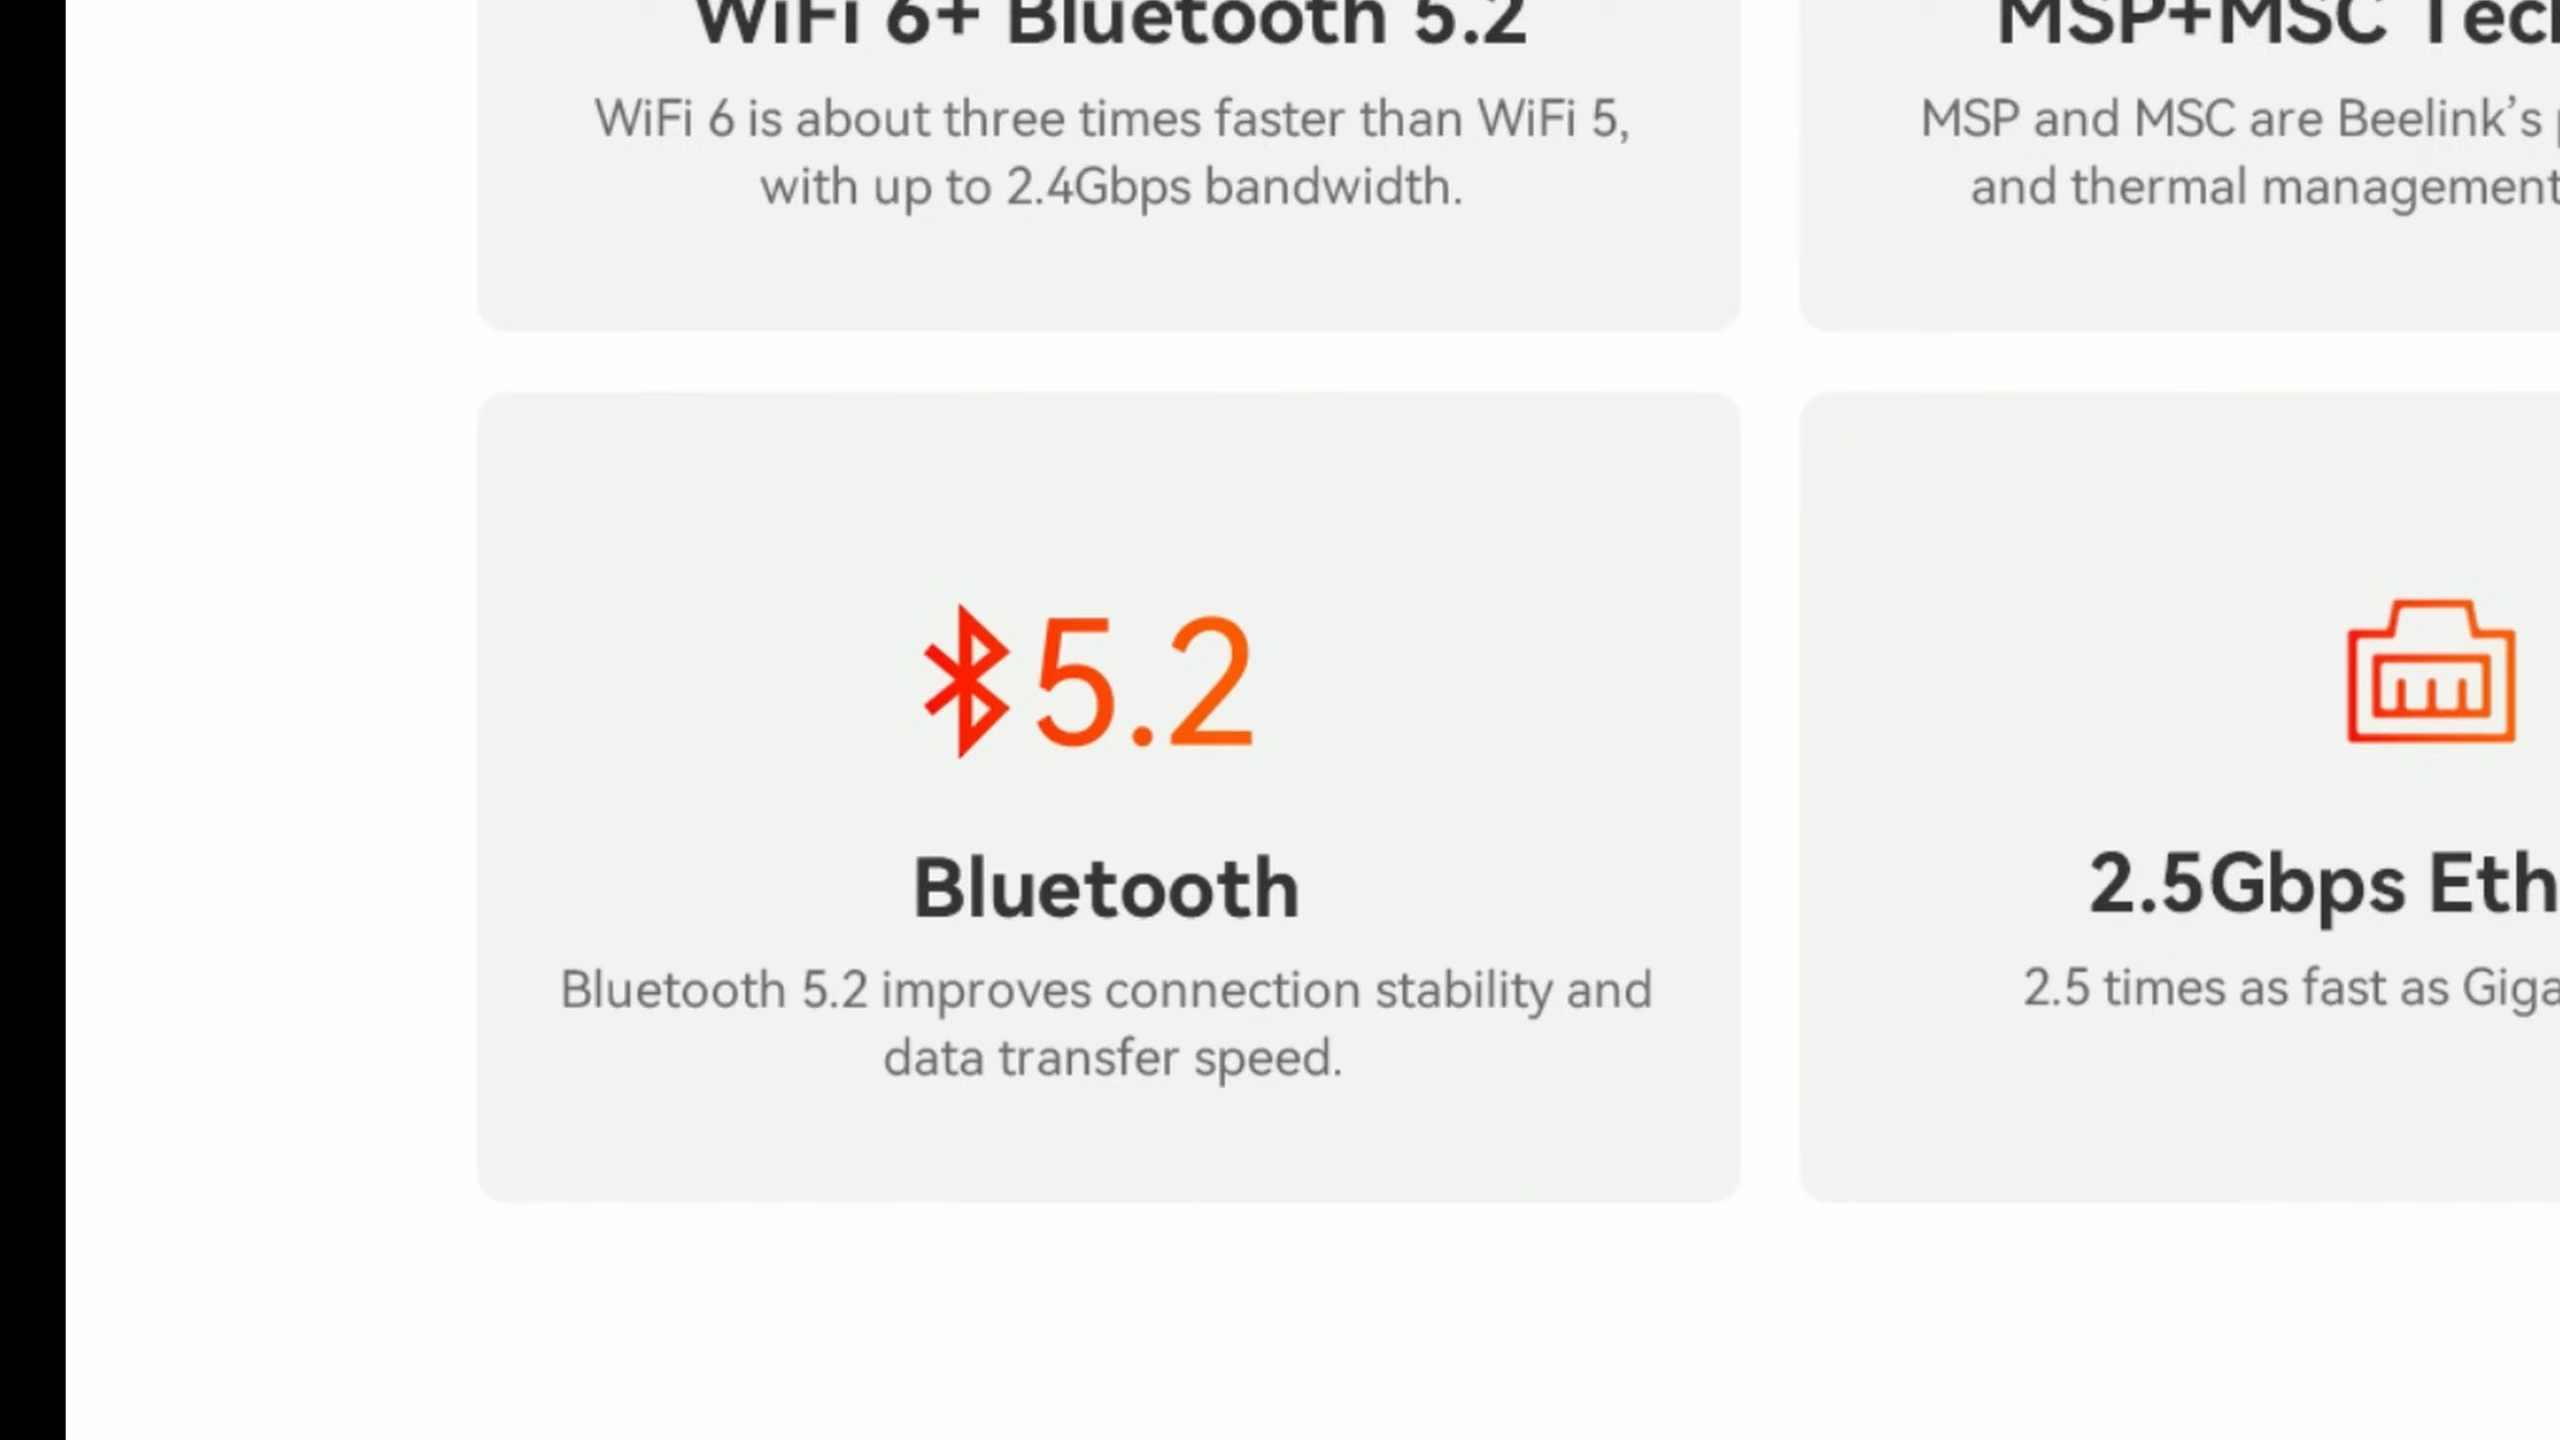 WiFi 6+ Bluetooth 5.2
WiFi 6 is about three times faster than WiFi 5,
with up to 2.4Gbps bandwidth.
MSP+MSC
MSP and MSC are Beelink’s
and thermal management
5.2
Bluetooth
Bluetooth 5.2 improves connection stability and
data transfer speed.
2.5Gbps
2.5 times as fast as